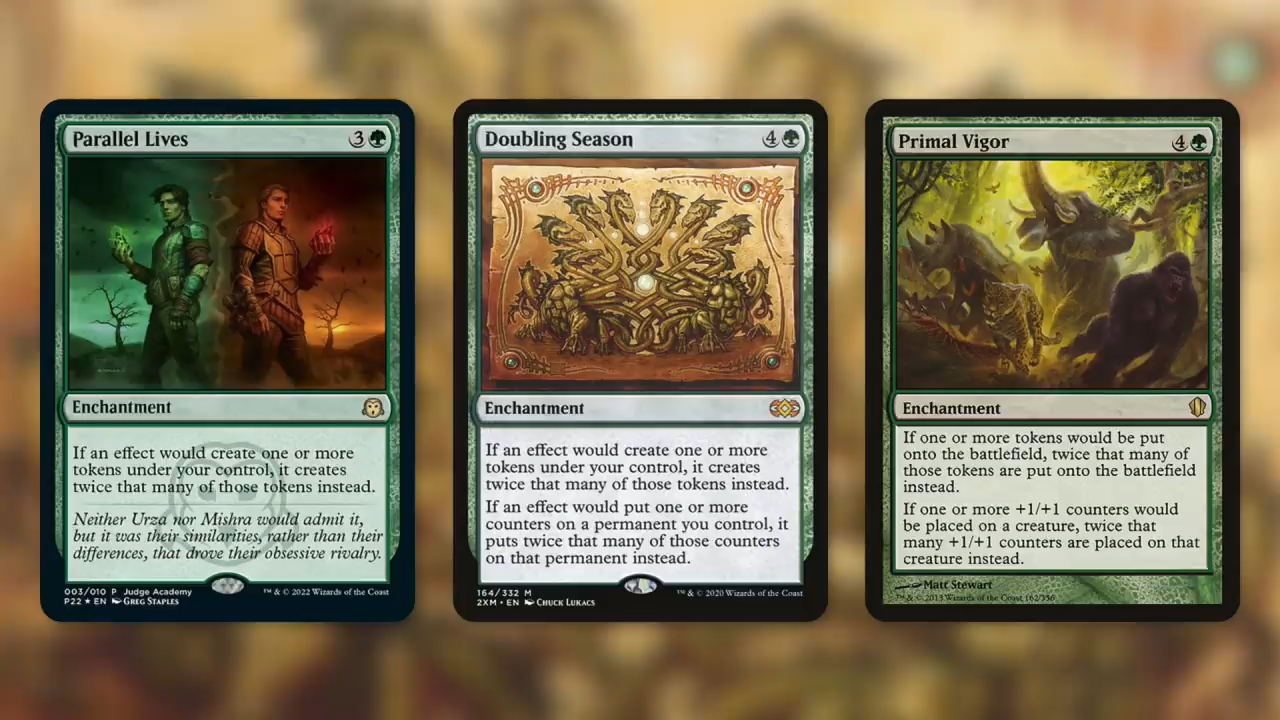 Parallel Lives 3
Enchantment
If an effect would create one or more
tokens under your control, it creates
twice that many of those tokens instead.
Neither Urza nor Mishra would admit it,
but it was their similarities, rather than their
differences, that drove their obsessive rivalry.
003/010 P Judge Academy
P22 ★ EN GREG STAPLES
™ & © 2022 Wizards of the Coast
Doubling Season 4
Enchantment
If an effect would create one or more
tokens under your control, it creates
twice that many of those tokens instead.
If an effect would put one or more
counters on a permanent you control, it
puts twice that many of those counters
on that permanent instead.
164/332 M
2XM • EN CHUCK LUKACS
™ & © 2020 Wizards of the Coast
Primal Vigor 4
Enchantment
If one or more tokens would be put
onto the battlefield, twice that many of
those tokens are put onto the battlefield
instead.
If one or more +1/+1 counters would
be placed on a creature, twice that
many +1/+1 counters are placed on that
creature instead.
Matt Stewart
™ & © 2013 Wizards of the Coast 162/356